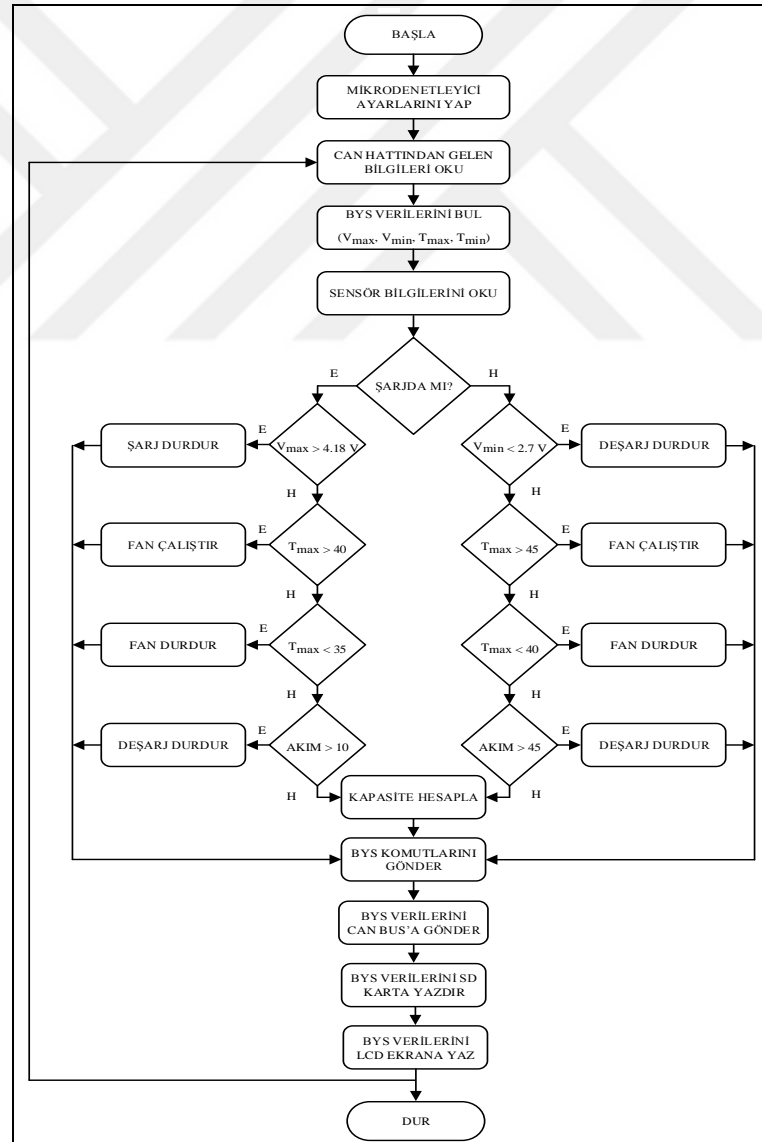 BAŞLA
MİKRODENETLEYİCİ
AYARLARINI YAP
CAN HATTINDAN GELEN
BİLGİLERİ OKU
BYS VERİLERİNİ BUL
(Vmax, Vmin, Tmax, Tmin)
SENSÖR BİLGİLERİNİ OKU
E
ŞARJDA MI?
H
ŞARJ DURDUR
E
Vmax > 4.18 V
Vmin < 2.7 V
E
DEŞARJ DURDUR
H
H
FAN ÇALIŞTIR
E
Tmax > 40
Tmax > 45
E
FAN ÇALIŞTIR
H
H
FAN DURDUR
E
Tmax < 35
Tmax < 40
E
FAN DURDUR
H
H
DEŞARJ DURDUR
E
AKIM > 10
AKIM > 45
E
DEŞARJ DURDUR
H
H
KAPASİTE HESAPLA
BYS KOMUTLARINI
GÖNDER
BYS VERİLERİNİ
CAN BUS’A GÖNDER
BYS VERİLERİNİ SD
KARTA YAZDIR
BYS VERİLERİNİ
LCD EKRANA YAZ
DUR